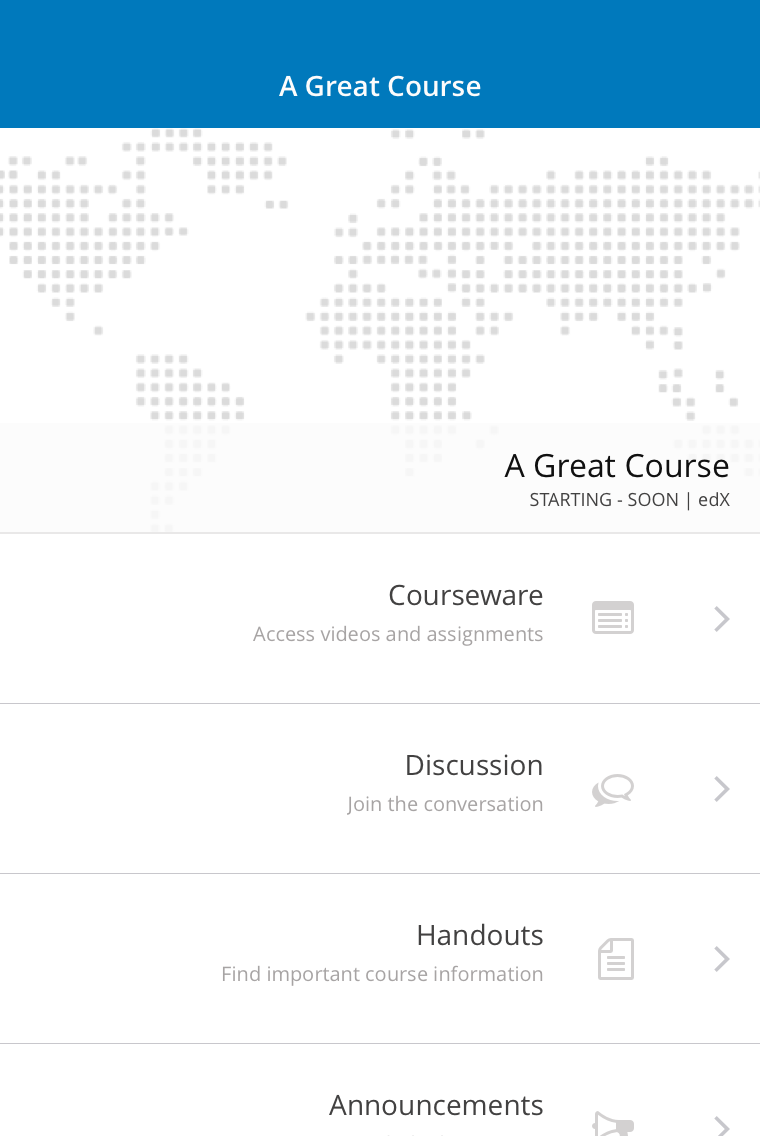 A Great Course
A Great Course
STARTING - SOON | edX
Courseware
Access videos and assignments
Discussion
Join the conversation
Handouts
Find important course information
Announcements